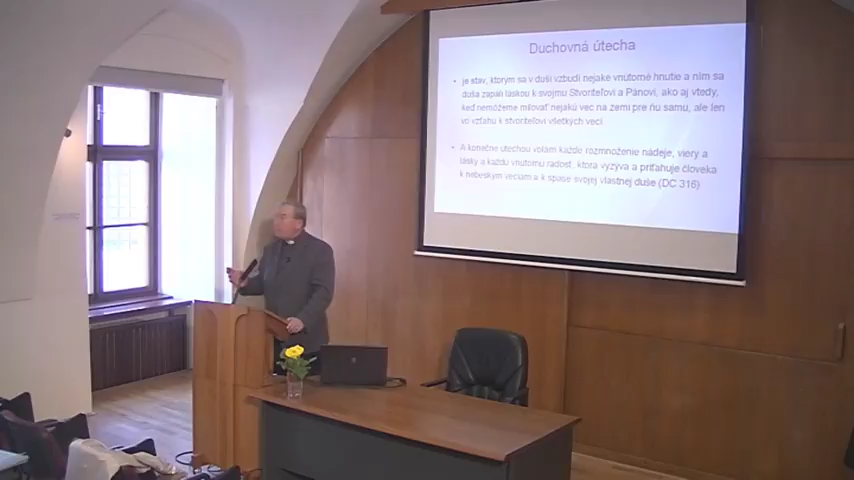 Duchovná útecha
• je stav, ktorým sa v duši vzbudí nejaké vnútorné hnutie a ním sa
duša zapáli láskou k svojmu Stvoriteľovi a Pánovi, ako aj vtedy,
keď nemôžeme milovať nejakú vec na zemi pre ňu samu, ale len
vo vzťahu k stvoriteľovi všetkých vecí.
• A konečne útechou volám každé rozmnoženie nádeje, viery a
lásky a každú vnútornú radosť, ktorá vyzýva a priťahuje človeka
k nebeským veciam a k spáse svojej vlastnej duše (DC 316)